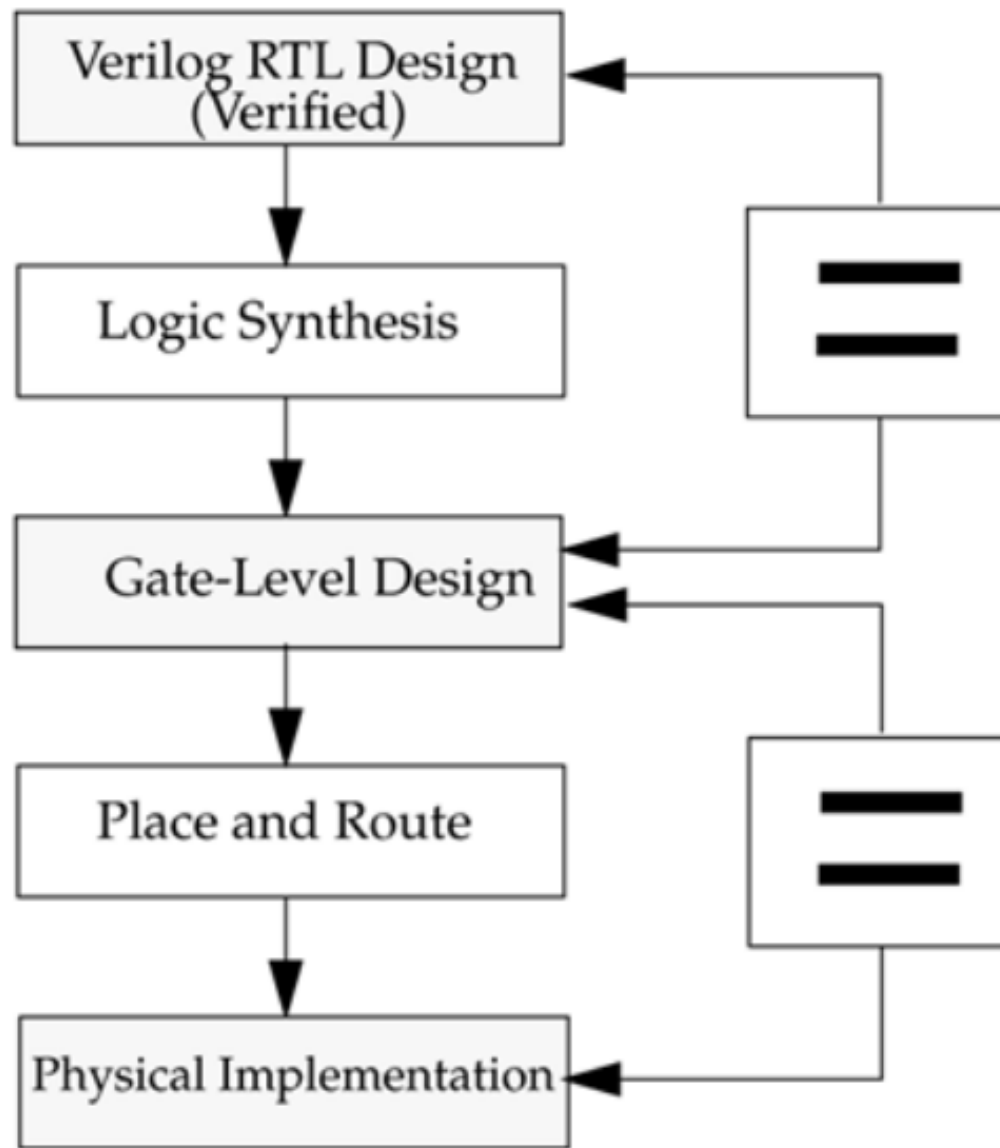 Verilog RTL Design
(Verified)
Logic Synthesis
Gate-Level Design
Place and Route
Physical Implementation